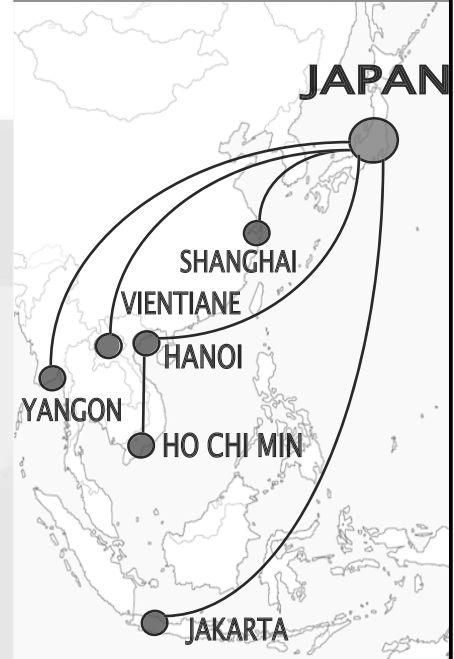 JAPAN
SHANGHAI
VIENTIANE
HANOI
YANGON
HO CHI MIN
JAKARTA